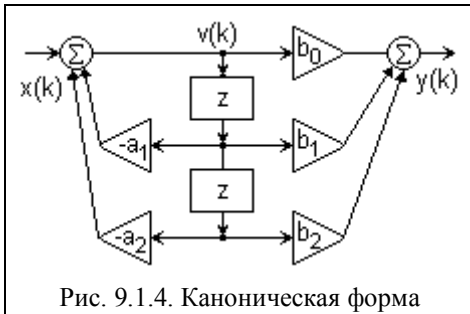 Σ v(k) b₀ Σ
x(k) y(k)
z
-a₁ b₁
z
-a₂ b₂
Рис. 9.1.4. Каноническая форма